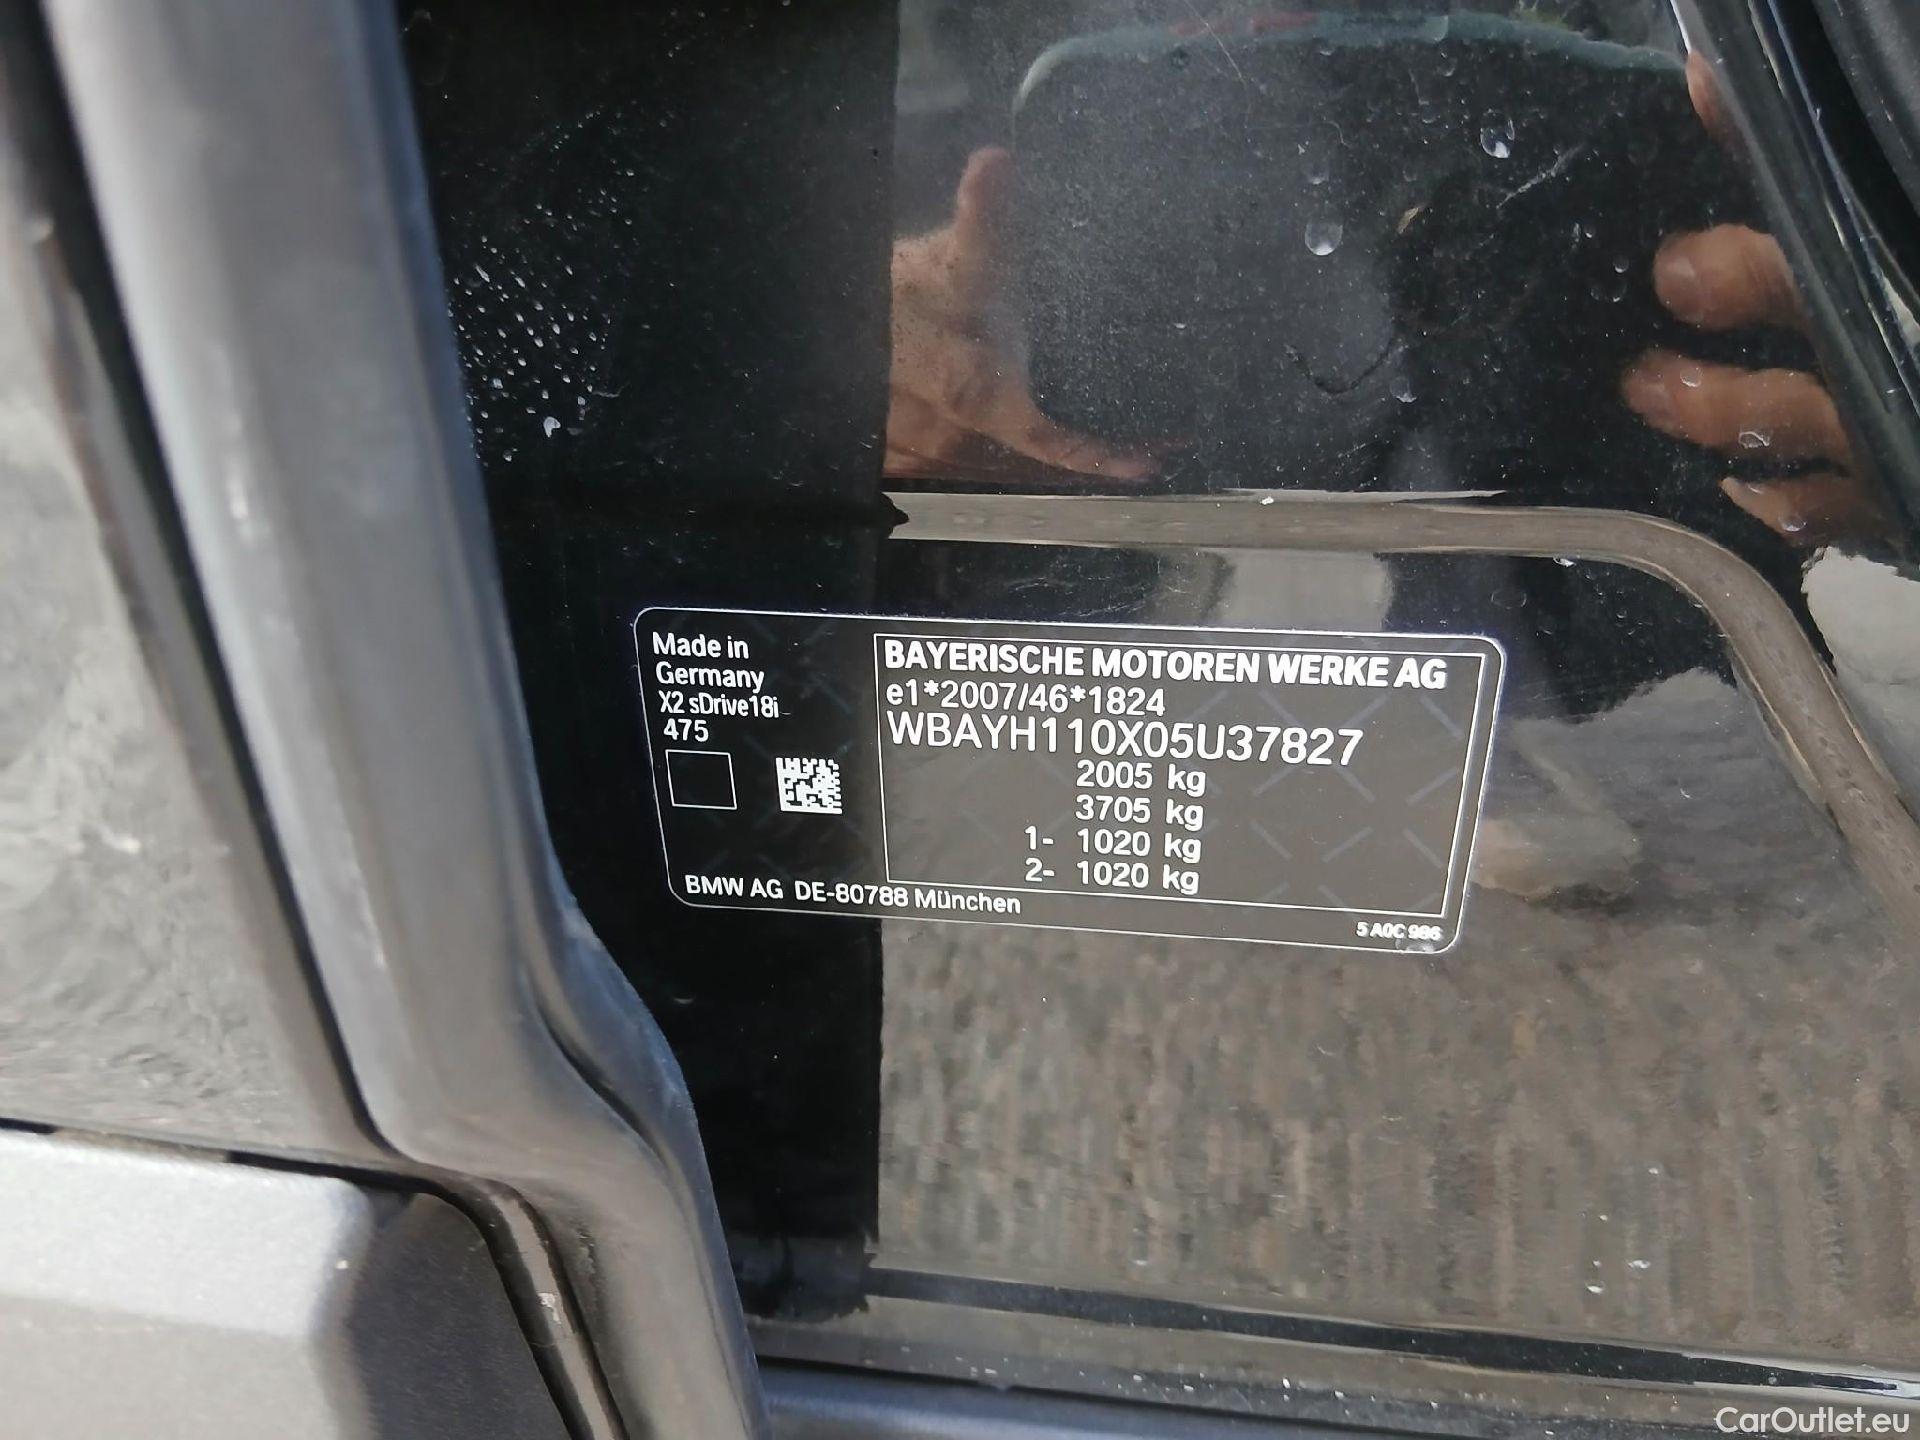 Made in
Germany
X2 sDrive18i
475
BAYERISCHE MOTOREN WERKE AG
e1*2007/46*1824
WBAYH110X05U37827
2005 kg
3705 kg
1- 1020 kg
2- 1020 kg
BMW AG DE-80788 München
5 A0C 986
CarOutlet.eu